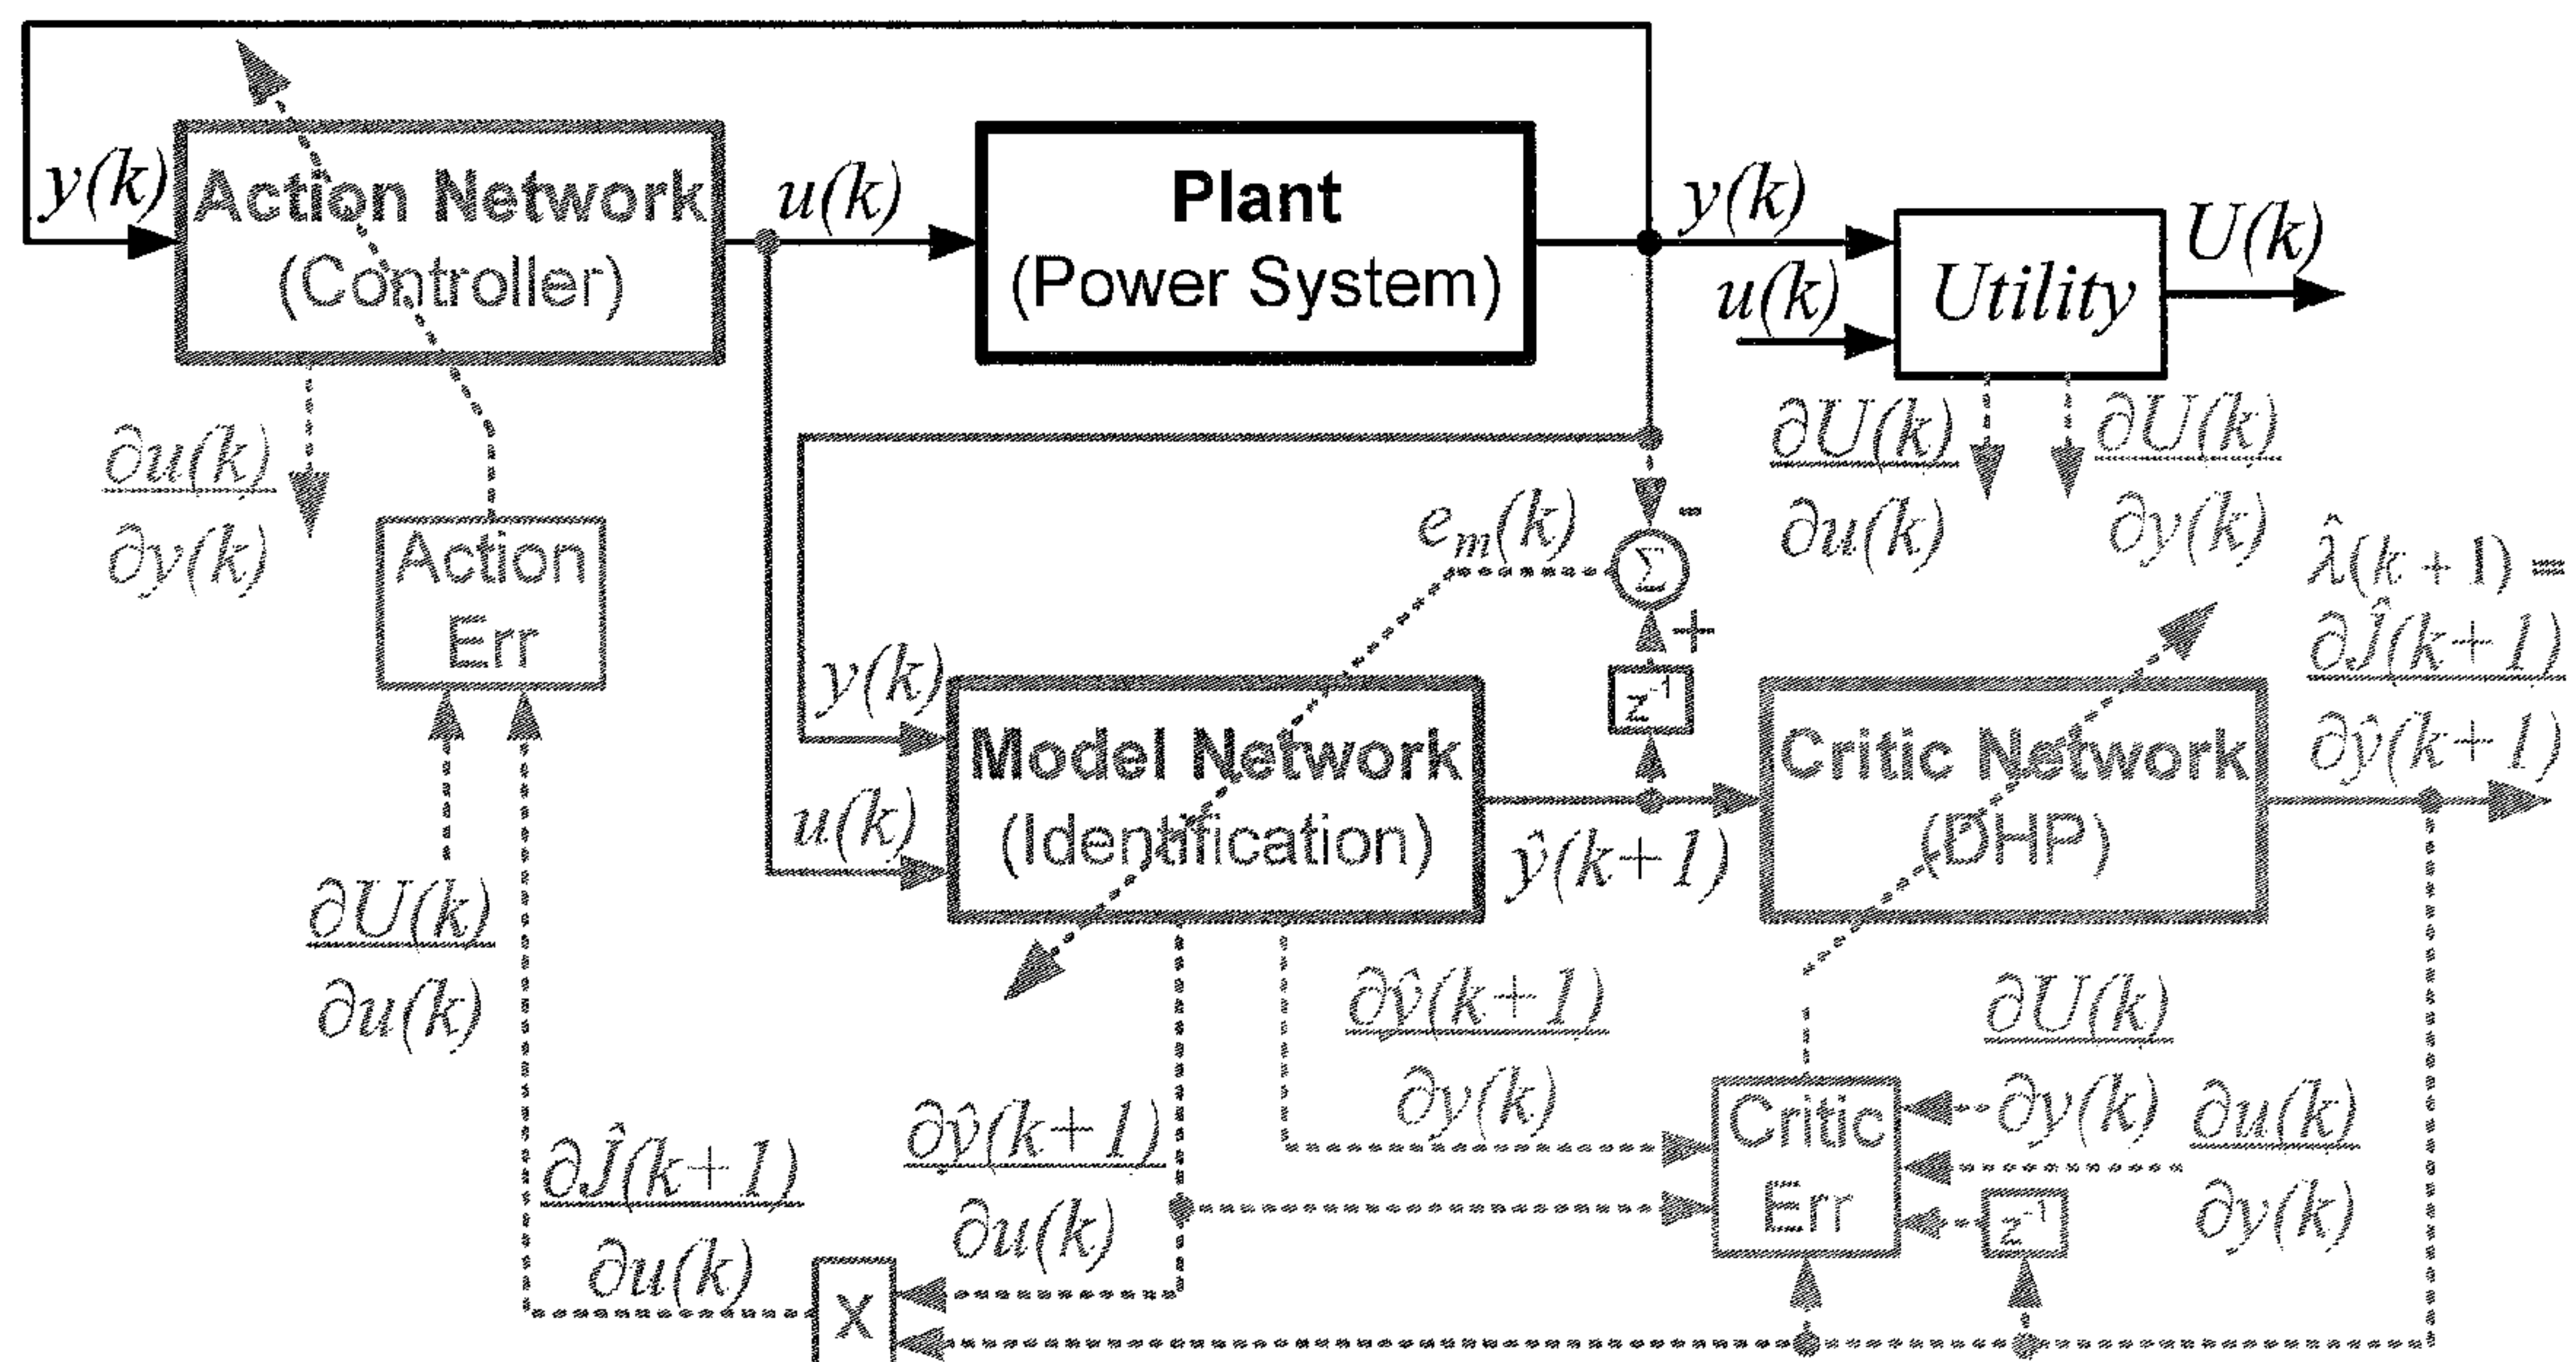 y(k)
Action Network
(Controller)
u(k)
Plant
(Power System)
y(k)
u(k)
Utility
U(k)
∂u(k)
∂y(k)
Action
Err
∂U(k)
∂u(k)
∂U(k)
∂y(k)
e_m(k)
-
Σ
+
z⁻¹
λ̂(k + 1) =
∂Ĵ(k+1)
∂ŷ(k+1)
y(k)
u(k)
Model Network
(Identification)
ŷ(k+1)
Critic Network
(DHP)
∂U(k)
∂u(k)
∂ŷ(k+1)
∂y(k)
∂ŷ(k+1)
∂u(k)
∂Ĵ(k+1)
∂u(k)
X
Critic
Err
∂U(k)
∂y(k)
∂u(k)
∂y(k)
z⁻¹